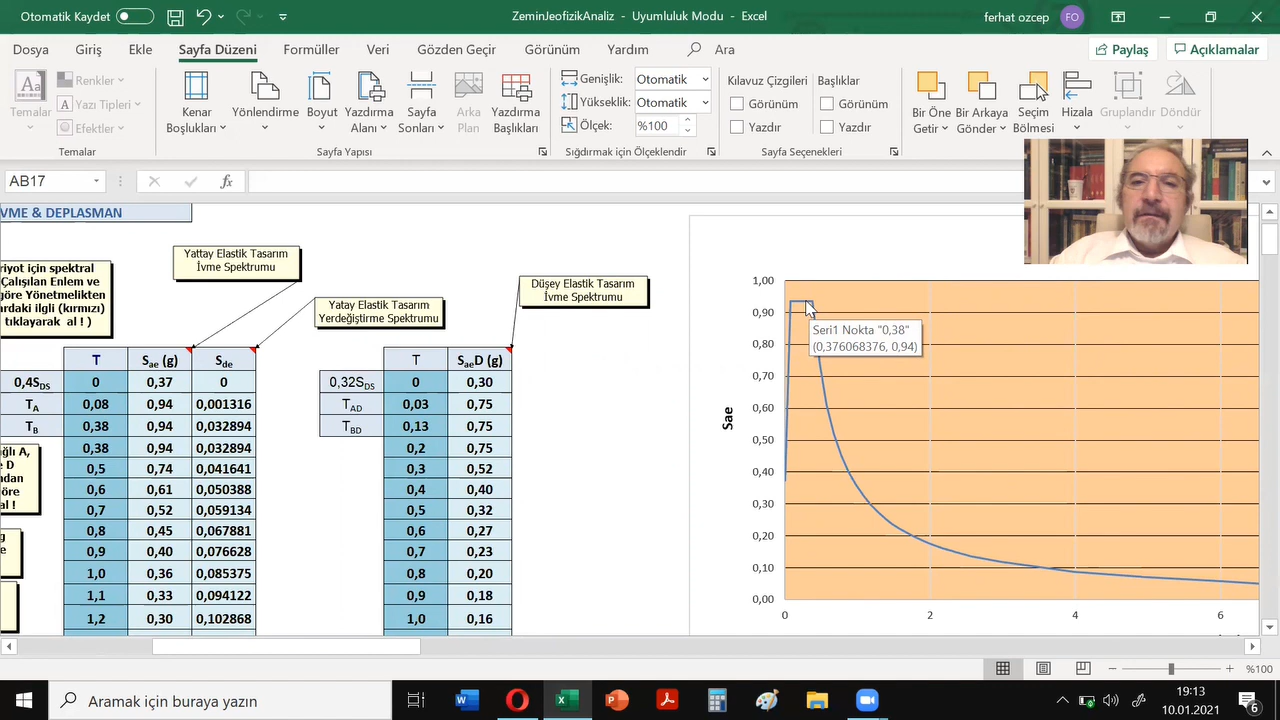 Otomatik Kaydet
ZeminJeofizikAnaliz - Uyumluluk Modu - Excel
ferhat ozcep
FO
Dosya Giriş Ekle Sayfa Düzeni Formüller Veri Gözden Geçir Görünüm Yardım Ara
Paylaş Açıklamalar
Temalar
Renkler
Yazı Tipleri
Efektler
Temalar
Kenar Boşlukları
Yönlendirme
Boyut
Yazdırma Alanı
Sayfa Sonları
Arka Plan
Yazdırma Başlıkları
Sayfa Yapısı
Genişlik: Otomatik
Yükseklik: Otomatik
Ölçek: %100
Sığdırmak için Ölçeklendir
Kılavuz Çizgileri
Görünüm
Yazdır
Başlıklar
Görünüm
Yazdır
Sayfa Seçenekleri
Bir Öne Getir
Bir Arkaya Gönder
Seçim Bölmesi
Hizala
Gruplandır
Döndür
AB17
fx
VME & DEPLASMAN
riyot için spektral
Çalışılan Enlem ve
göre Yönetmelikten
ardaki ilgili (kırmızı)
tıklayarak al ! )
Yattay Elastik Tasarım
İvme Spektrumu
Yatay Elastik Tasarım
Yerdeğiştirme Spektrumu
Düşey Elastik Tasarım
İvme Spektrumu
T Sae (g) Sde
0,4SDS 0 0,37 0
TA 0,08 0,94 0,001316
TB 0,38 0,94 0,032894
0,38 0,94 0,032894
0,5 0,74 0,041641
0,6 0,61 0,050388
0,7 0,52 0,059134
0,8 0,45 0,067881
0,9 0,40 0,076628
1,0 0,36 0,085375
1,1 0,33 0,094122
1,2 0,30 0,102868
ağlı A,
e D
ından
öre
al !
g
e
T SaeD (g)
0,32SDS 0 0,30
TAD 0,03 0,75
TBD 0,13 0,75
0,2 0,75
0,3 0,52
0,4 0,40
0,5 0,32
0,6 0,27
0,7 0,23
0,8 0,20
0,9 0,18
1,0 0,16
1,00
0,90
0,80
0,70
0,60
0,50
0,40
0,30
0,20
0,10
0,00
Sae
0 2 4 6
Seri1 Nokta "0,38"
(0,376068376, 0,94)
%100
Aramak için buraya yazın
19:13
10.01.2021
6